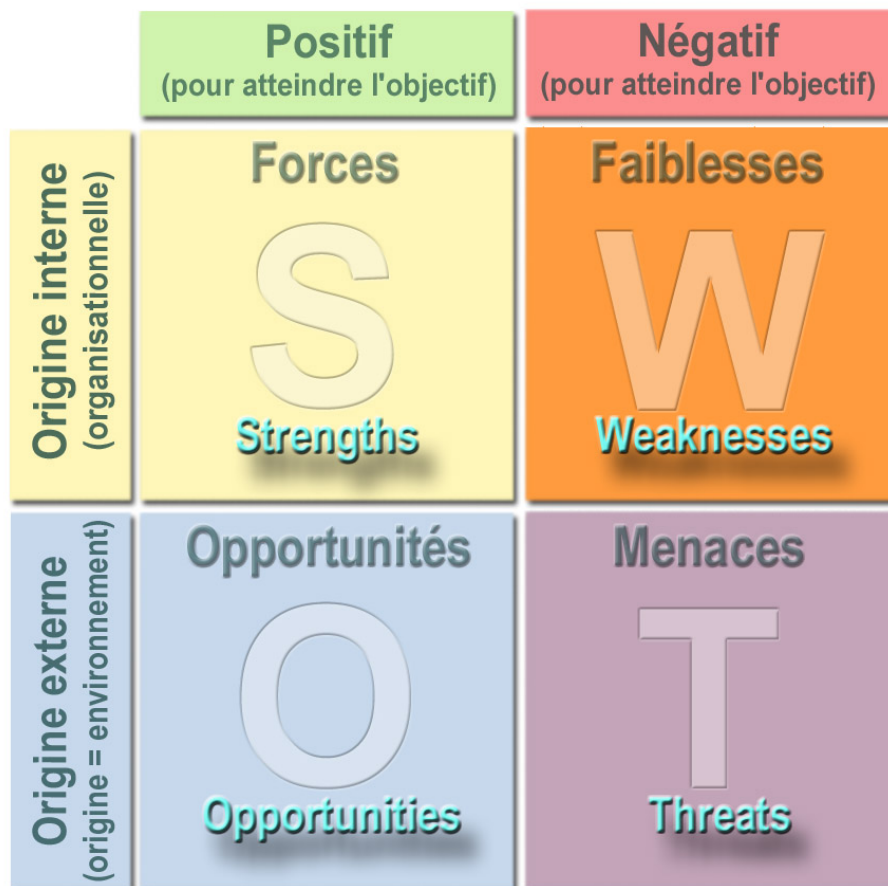 Positif
(pour atteindre l'objectif)
Négatif
(pour atteindre l'objectif)
Origine interne
(organisationnelle)
Forces
S
Strengths
Faiblesses
W
Weaknesses
Origine externe
(origine = environnement)
Opportunités
O
Opportunities
Menaces
T
Threats